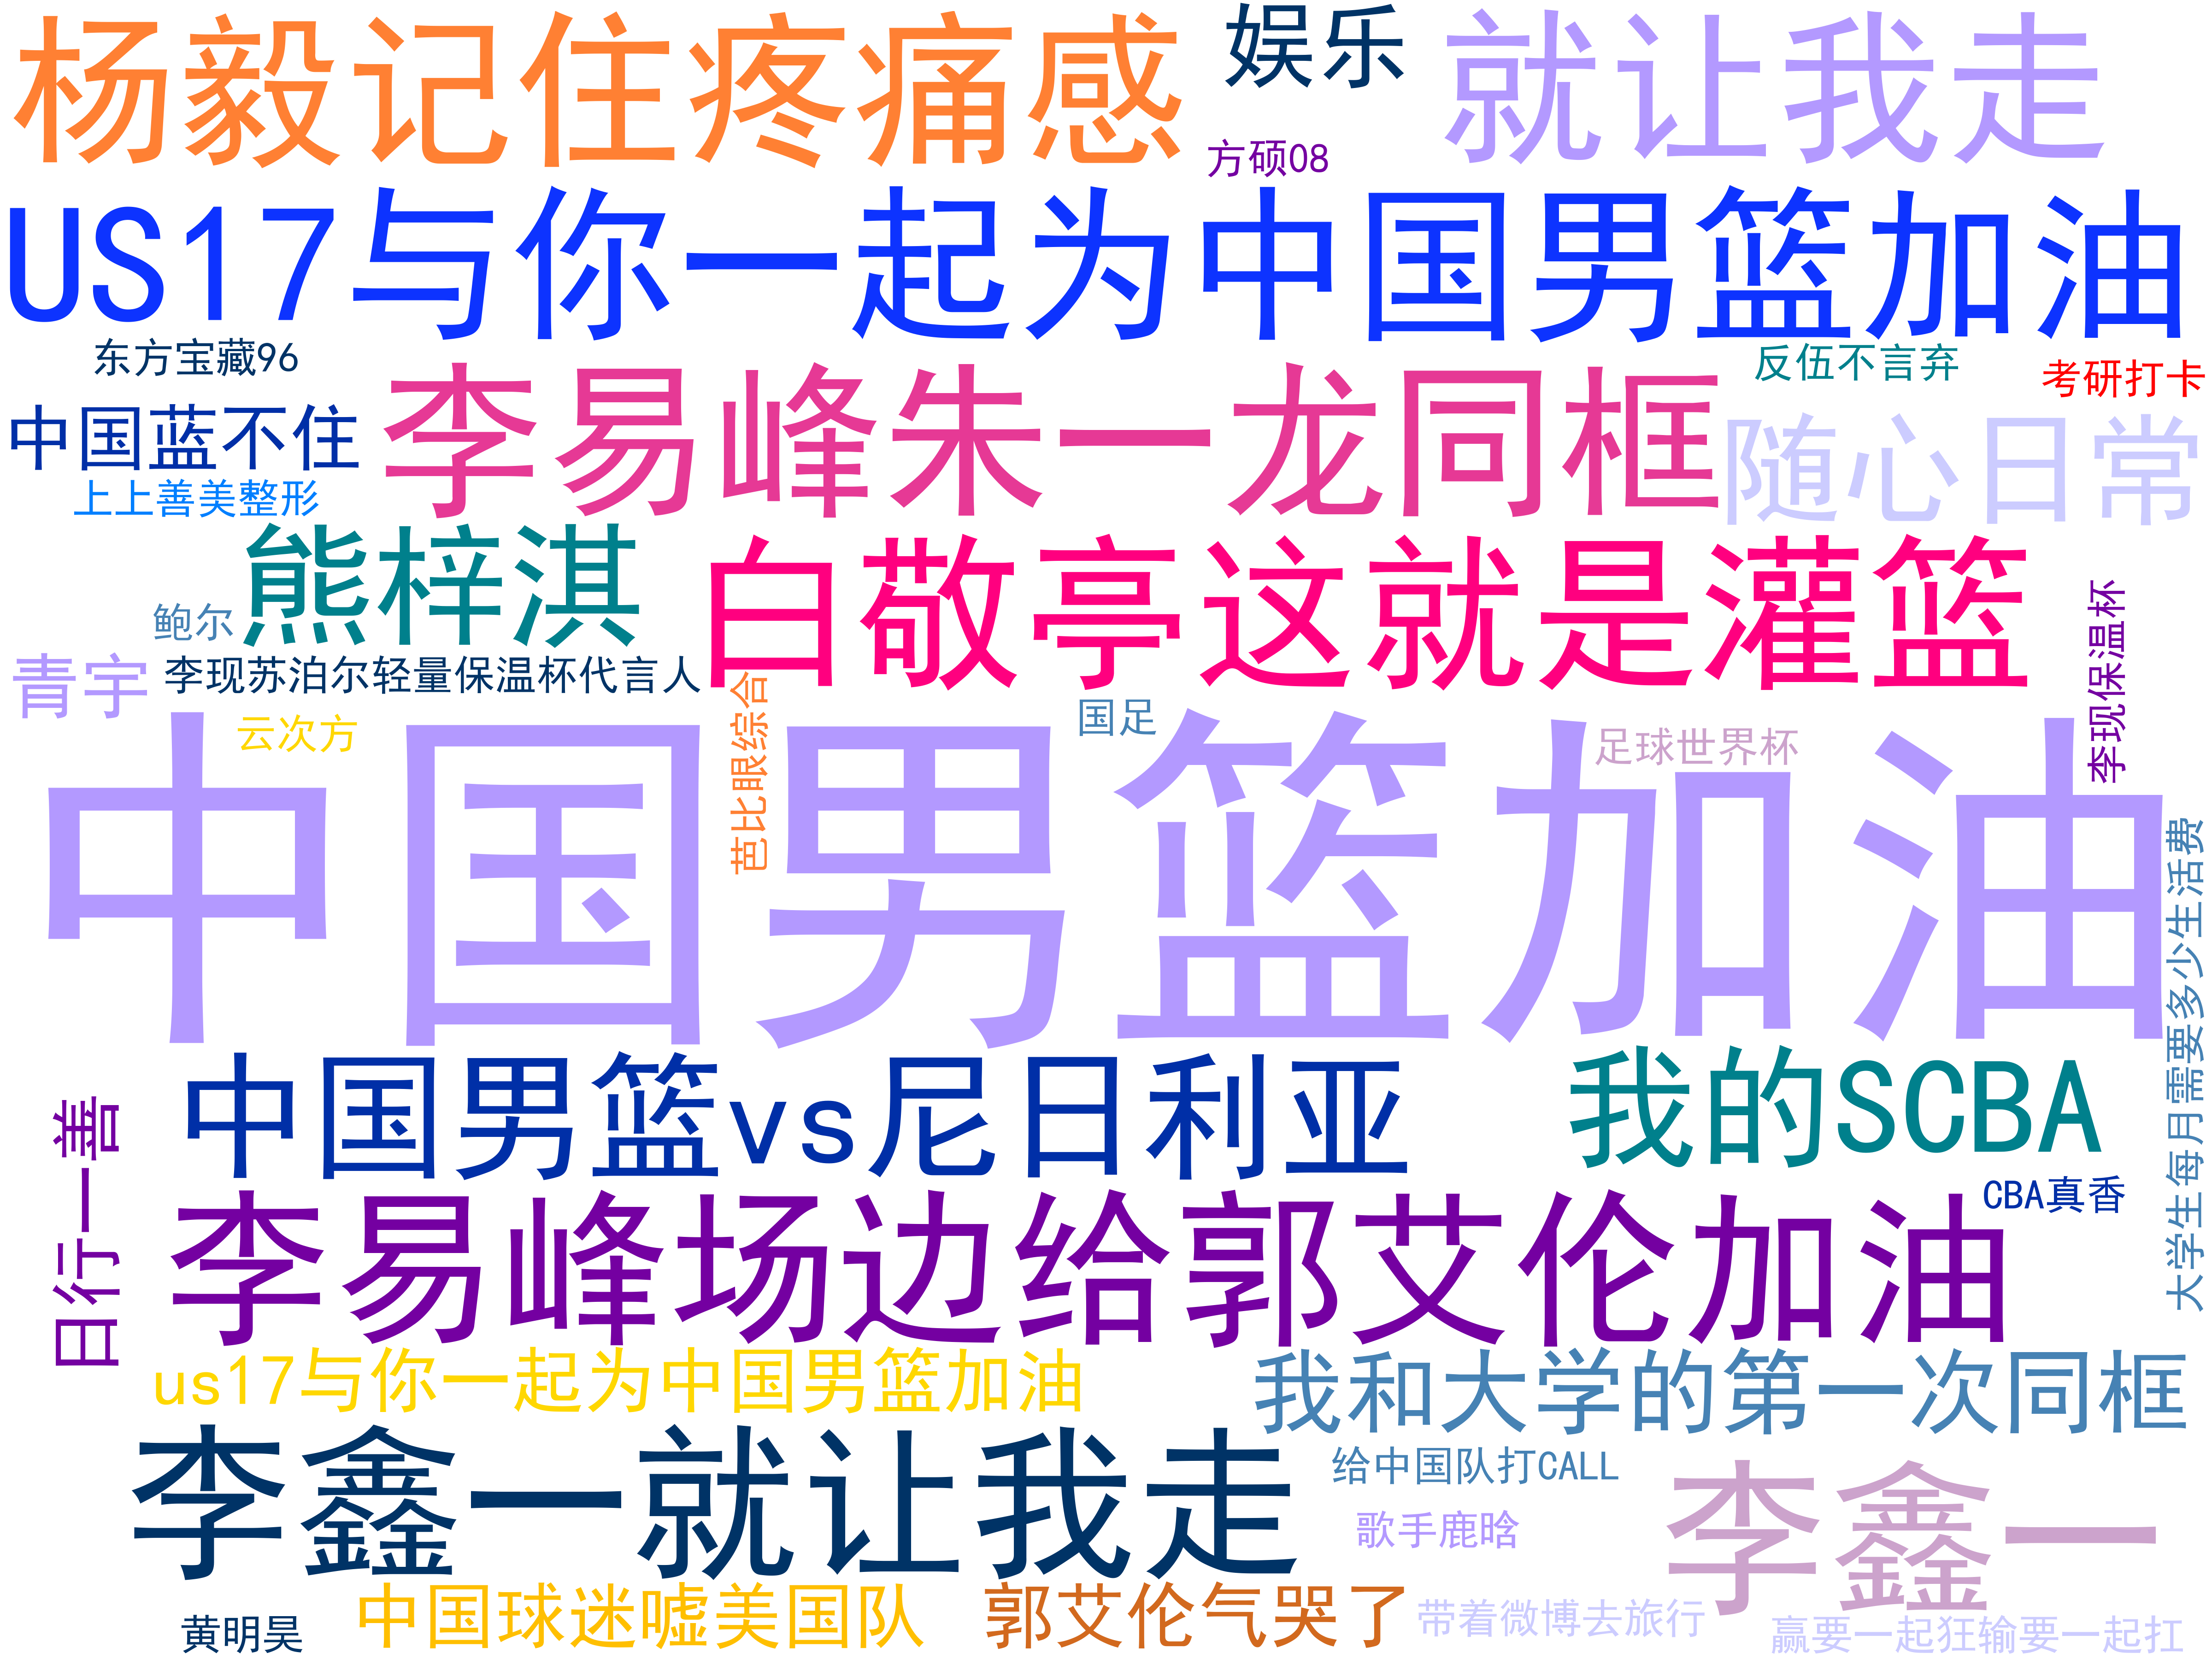 杨毅记住疼痛感
娱乐
就让我走
方硕08
US17与你一起为中国男篮加油
东方宝藏96
反伍不言弃
考研打卡
中国蓝不住
李易峰朱一龙同框
随心日常
上上善美整形
熊梓淇
白敬亭这就是灌篮
鲍尔
李现保温杯
青宇
李现苏泊尔轻量保温杯代言人
芭比眼综合
国足
云次方
足球世界杯
中国男篮加油
大学生每月需要多少生活费
中国男篮vs尼日利亚
我的SCBA
日行一善
CBA真香
李易峰场边给郭艾伦加油
us17与你一起为中国男篮加油
我和大学的第一次同框
李鑫一就让我走
给中国队打CALL
李鑫一
歌手鹿晗
中国球迷嘘美国队
郭艾伦气哭了
带着微博去旅行
黄明昊
赢要一起狂输要一起扛